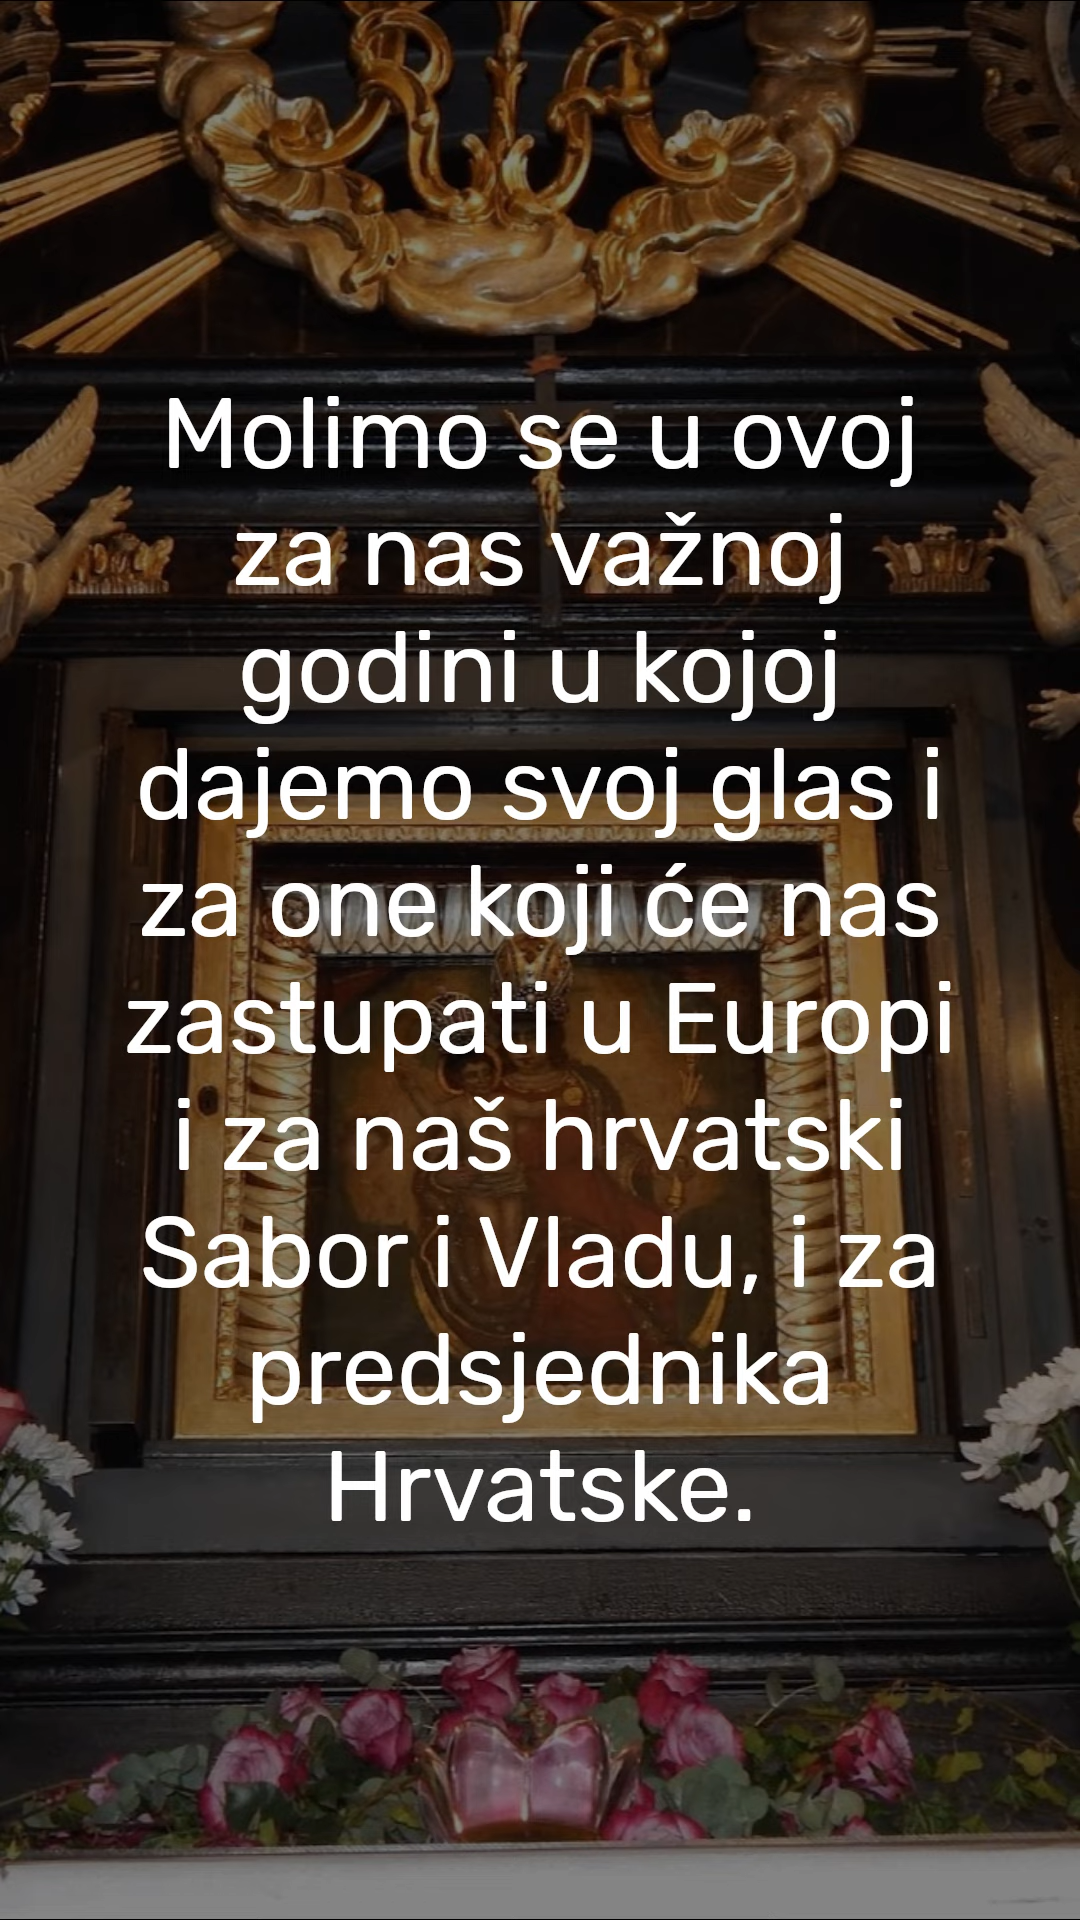 Molimo se u ovoj
za nas važnoj
godini u kojoj
dajemo svoj glas i
za one koji će nas
zastupati u Europi
i za naš hrvatski
Sabor i Vladu, i za
predsjednika
Hrvatske.